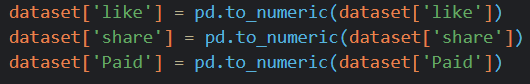 dataset['like'] = pd.to_numeric(dataset['like'])
dataset['share'] = pd.to_numeric(dataset['share'])
dataset['Paid'] = pd.to_numeric(dataset['Paid'])